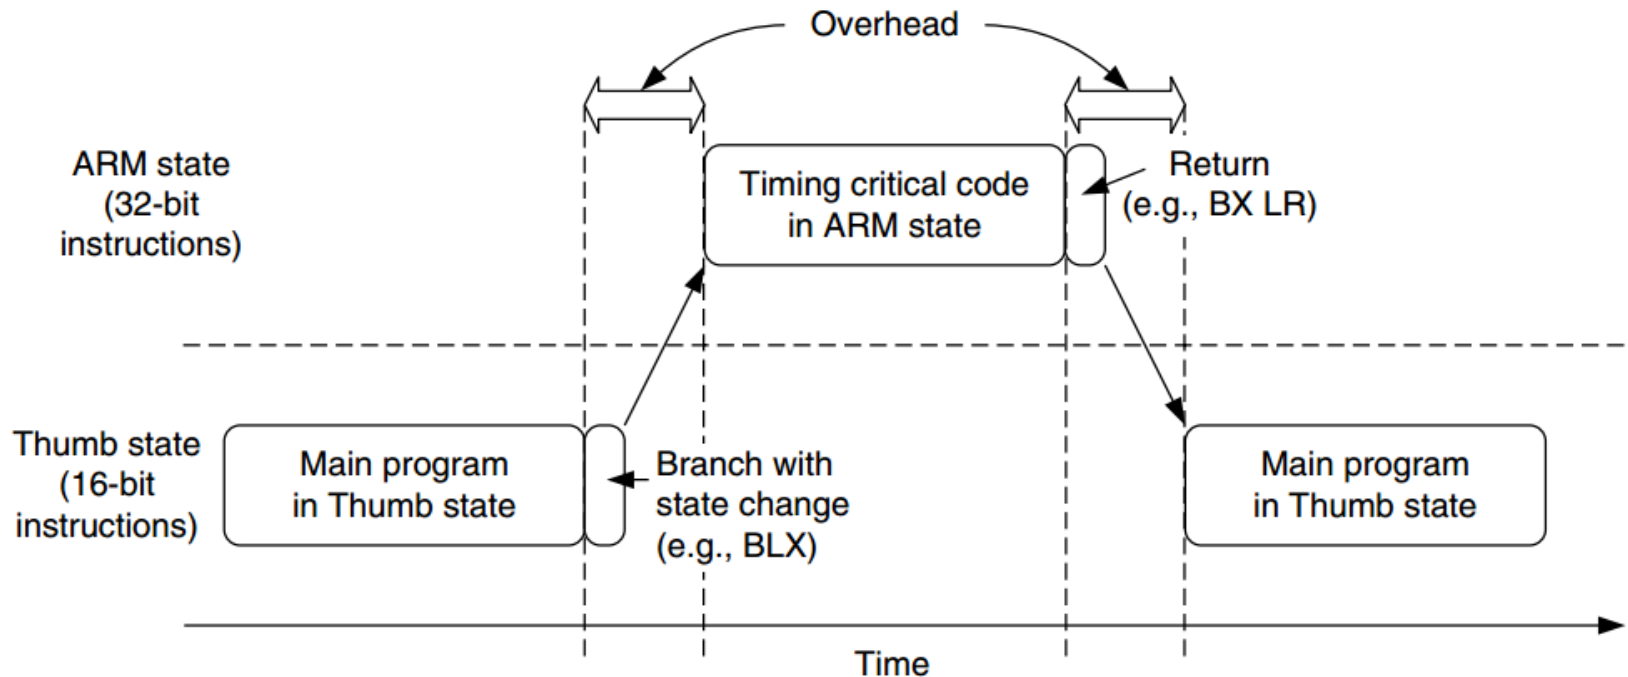 Overhead
ARM state
(32-bit
instructions)
Timing critical code
in ARM state
Return
(e.g., BX LR)
Thumb state
(16-bit
instructions)
Main program
in Thumb state
Branch with
state change
(e.g., BLX)
Main program
in Thumb state
Time